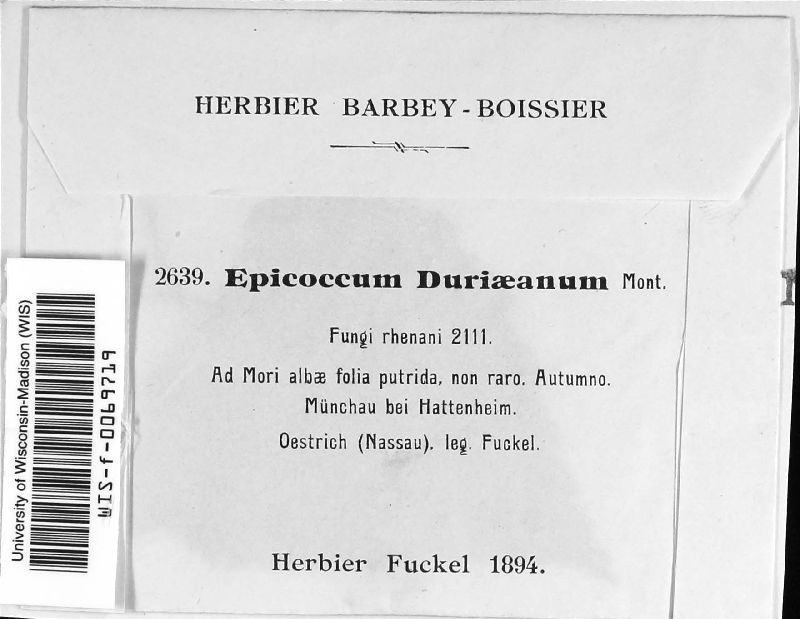 HERBIER BARBEY-BOISSIER
2639. Epicoccum Duriæanum Mont.
Fungi rhenani 2111.
Ad Mori albæ folia putrida, non raro. Autumno.
Münchau bei Hattenheim.
Oestrich (Nassau). leg. Fuckel.
Herbier Fuckel 1894.
University of Wisconsin-Madison (WIS)
WIS-f-0069719